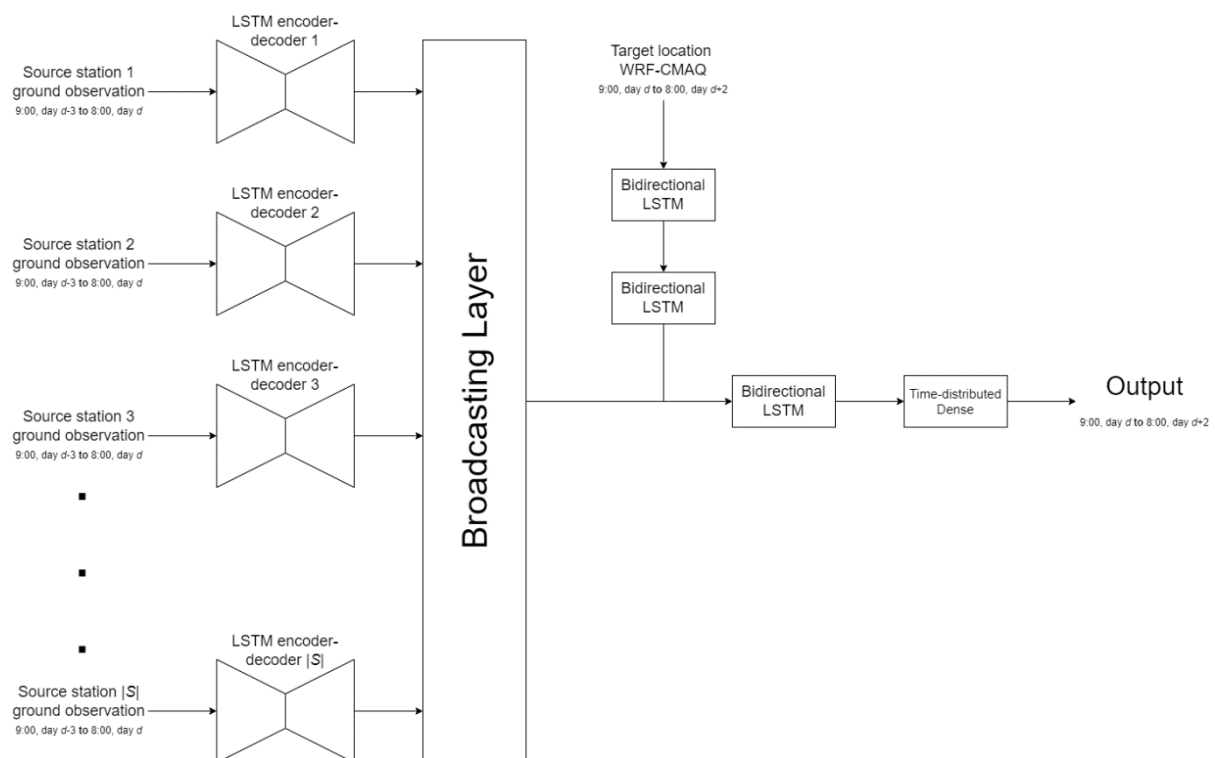 LSTM encoder-
decoder 1
Source station 1
ground observation
9:00, day d-3 to 8:00, day d
LSTM encoder-
decoder 2
Source station 2
ground observation
9:00, day d-3 to 8:00, day d
LSTM encoder-
decoder 3
Source station 3
ground observation
9:00, day d-3 to 8:00, day d
LSTM encoder-
decoder |S|
Source station |S|
ground observation
9:00, day d-3 to 8:00, day d
Broadcasting Layer
Target location
WRF-CMAQ
9:00, day d to 8:00, day d+2
Bidirectional
LSTM
Bidirectional
LSTM
Bidirectional
LSTM
Time-distributed
Dense
Output
9:00, day d to 8:00, day d+2